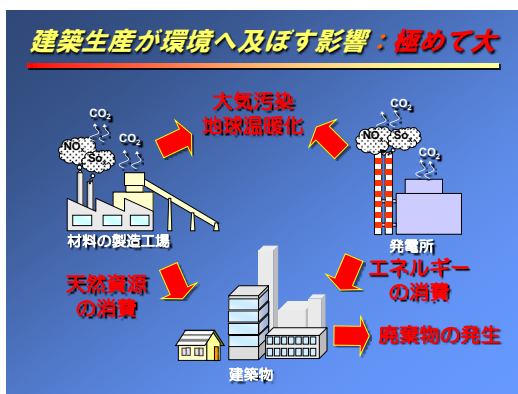 建築生産が環境へ及ぼす影響：極めて大
大気汚染
地球温暖化
CO₂
CO₂
NOₓ
Soₓ
CO₂
CO₂
NOₓ
Soₓ
材料の製造工場
発電所
天然資源
の消費
エネルギー
の消費
廃棄物の発生
建築物